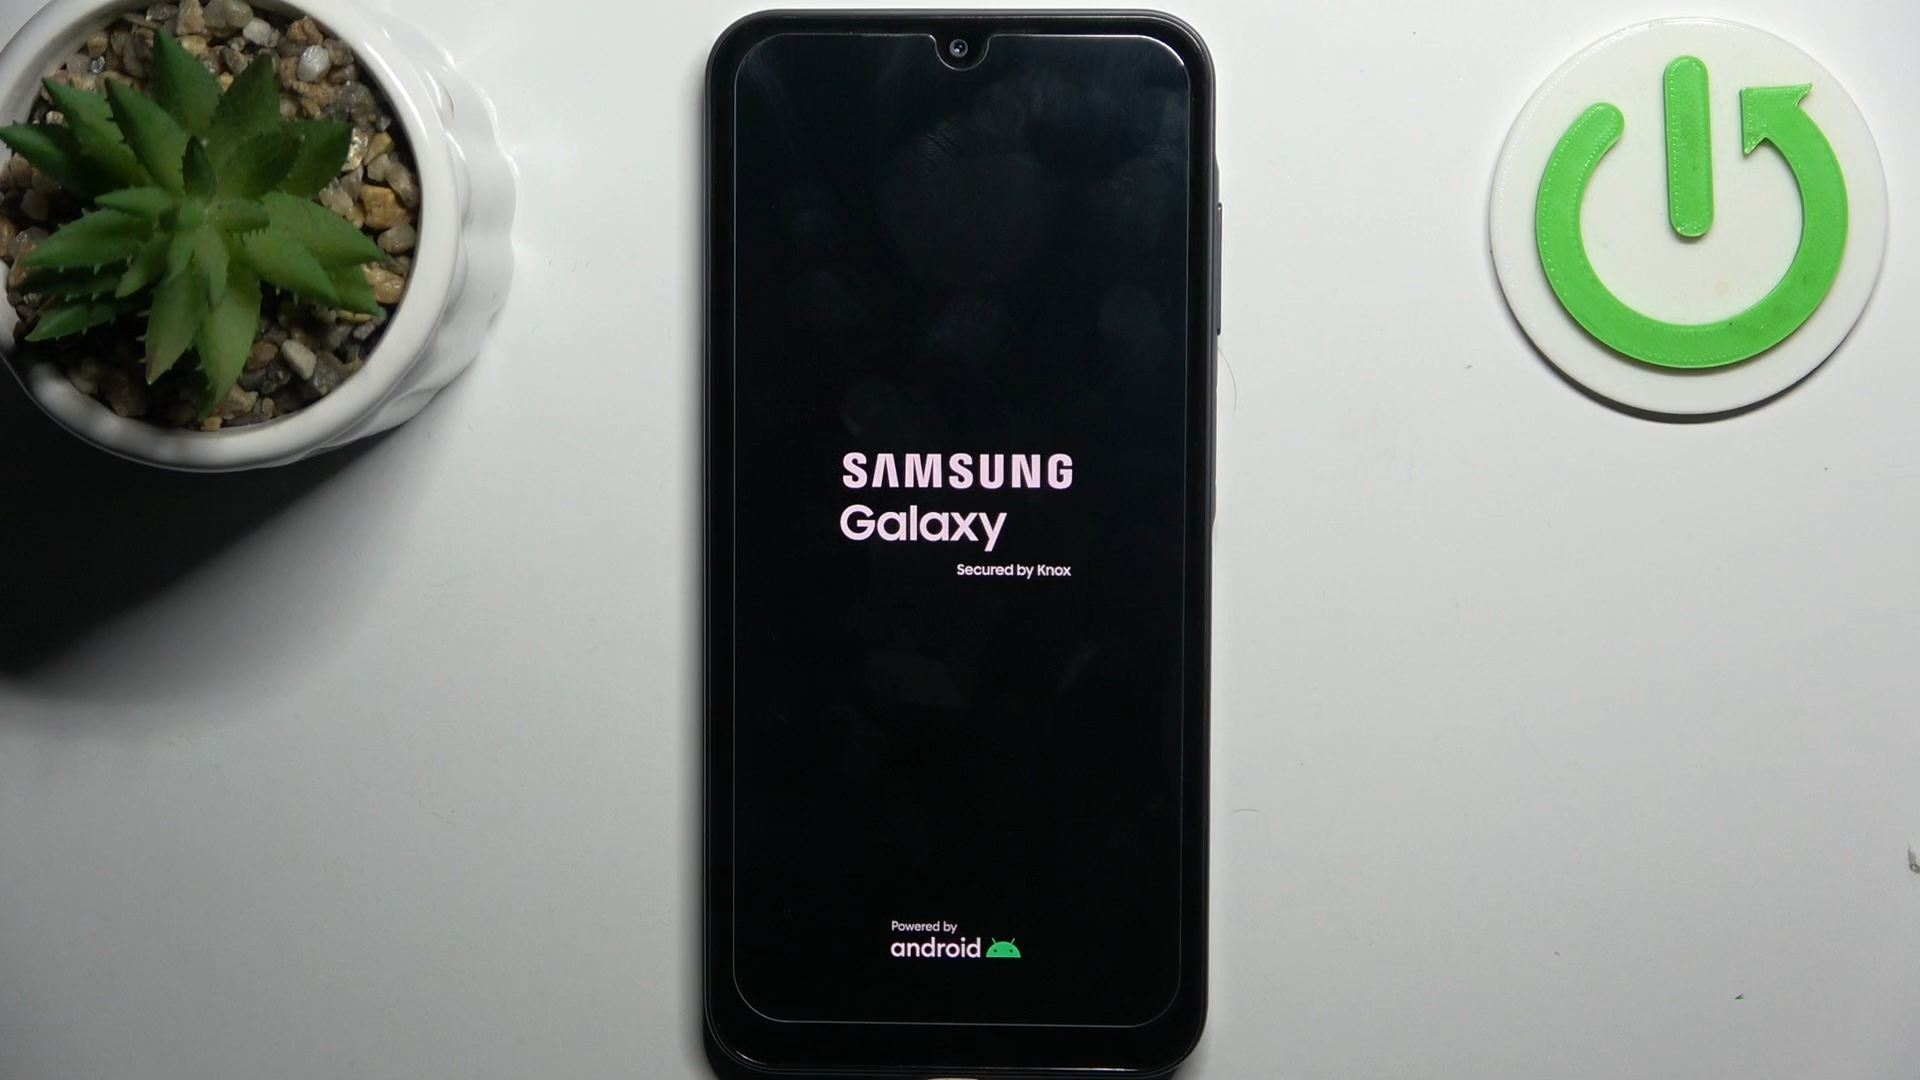 SAMSUNG
Galaxy
Secured by Knox
Powered by
android